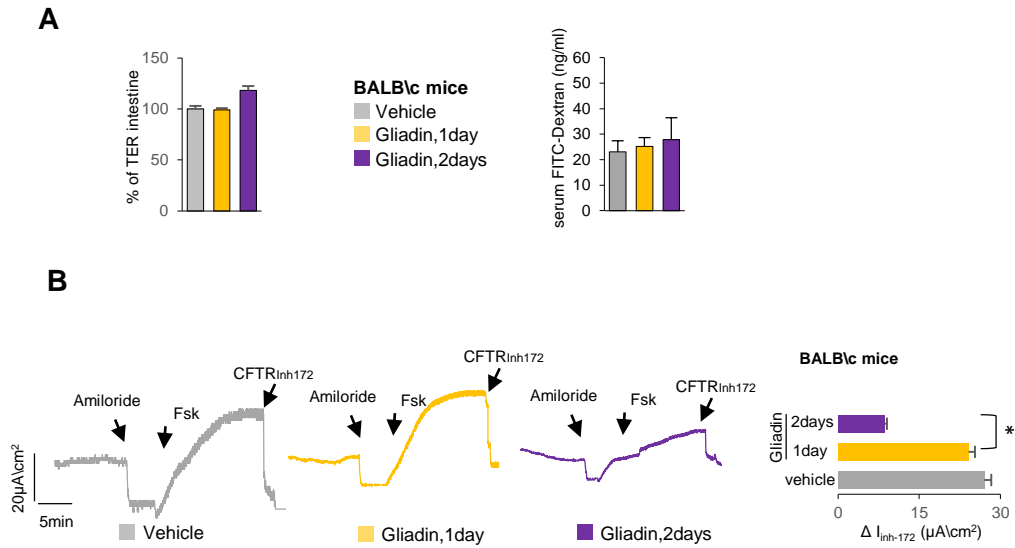 A
% of TER intestine
150
100
50
0
BALB\c mice
Vehicle
Gliadin,1day
Gliadin,2days
serum FITC-Dextran (ng/ml)
60
50
40
30
20
10
0
B
20µA\cm²
5min
Amiloride
Fsk
CFTRInh172
Vehicle
Amiloride
Fsk
CFTRInh172
Gliadin,1day
Amiloride
Fsk
CFTRInh172
Gliadin,2days
BALB\c mice
Gliadin
2days
1day
vehicle
*
0 15 30
Δ Iinh-172 (µA\cm²)